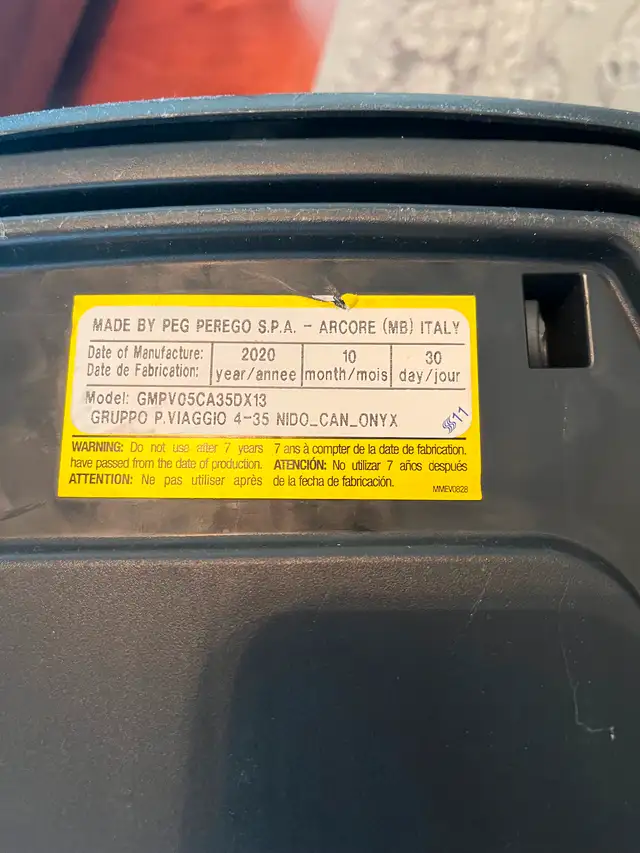 MADE BY PEG PEREGO S.P.A. - ARCORE (MB) ITALY
Date of Manufacture: 2020 10 30
Date de Fabrication: year/annee month/mois day/jour
Model: GMPV05CA35DX13
GRUPPO P.VIAGGIO 4-35 NIDO_CAN_ONYX
11
WARNING: Do not use after 7 years
have passed from the date of production.
ATTENTION: Ne pas utiliser après
7 ans à compter de la date de fabrication.
ATENCIÓN: No utilizar 7 años después
de la fecha de fabricación.
MMEV0828